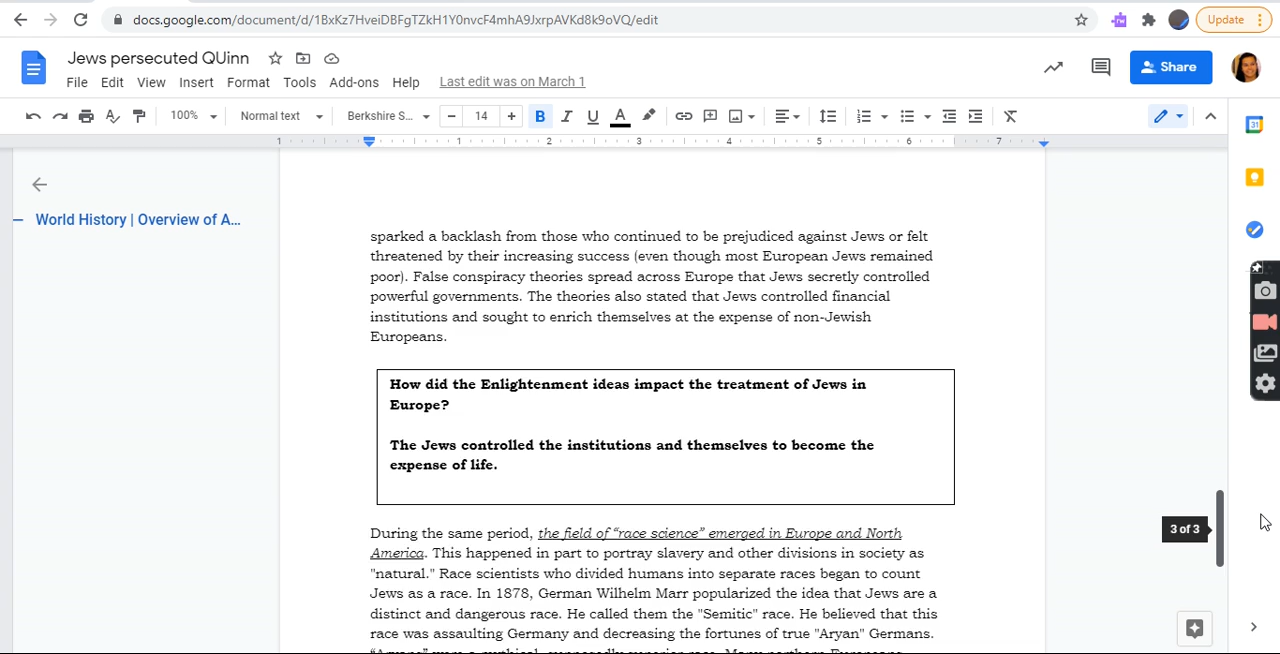 docs.google.com/document/d/1BxKz7HveiDBFgTZkH1Y0nvcF4mhA9JxrpAVKd8k9oVQ/edit
Update
Jews persecuted QUinn
File Edit View Insert Format Tools Add-ons Help Last edit was on March 1
Share
100% Normal text Berkshire S... 14 B I U A
1 1 2 3 4 5 6 7
31
World History | Overview of A...
sparked a backlash from those who continued to be prejudiced against Jews or felt
threatened by their increasing success (even though most European Jews remained
poor). False conspiracy theories spread across Europe that Jews secretly controlled
powerful governments. The theories also stated that Jews controlled financial
institutions and sought to enrich themselves at the expense of non-Jewish
Europeans.
How did the Enlightenment ideas impact the treatment of Jews in
Europe?
The Jews controlled the institutions and themselves to become the
expense of life.
3 of 3
During the same period, the field of “race science” emerged in Europe and North
America. This happened in part to portray slavery and other divisions in society as
"natural." Race scientists who divided humans into separate races began to count
Jews as a race. In 1878, German Wilhelm Marr popularized the idea that Jews are a
distinct and dangerous race. He called them the "Semitic" race. He believed that this
race was assaulting Germany and decreasing the fortunes of true "Aryan" Germans.